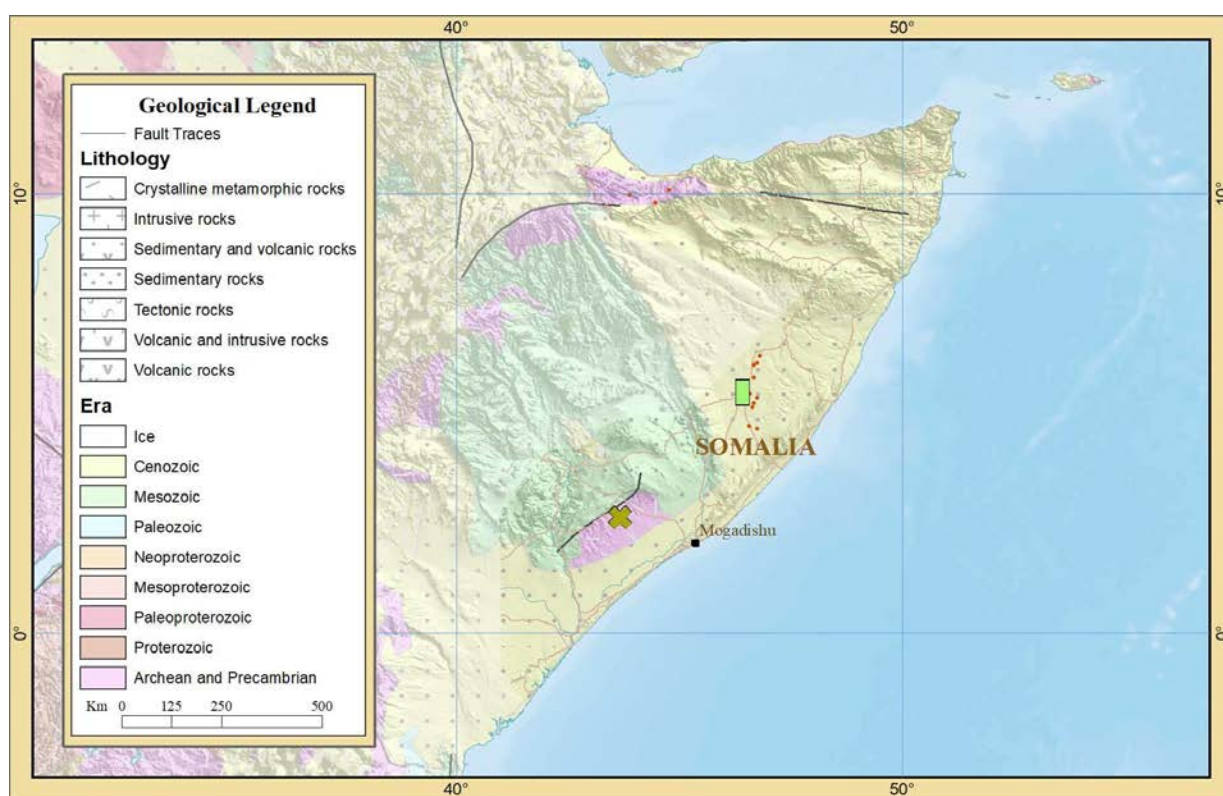 40°
50°
Geological Legend
Fault Traces
Lithology
Crystalline metamorphic rocks
Intrusive rocks
Sedimentary and volcanic rocks
Sedimentary rocks
Tectonic rocks
Volcanic and intrusive rocks
Volcanic rocks
Era
Ice
Cenozoic
Mesozoic
Paleozoic
Neoproterozoic
Mesoproterozoic
Paleoproterozoic
Proterozoic
Archean and Precambrian
Km 0 125 250 500
10°
10°
SOMALIA
Mogadishu
0°
0°
40°
50°